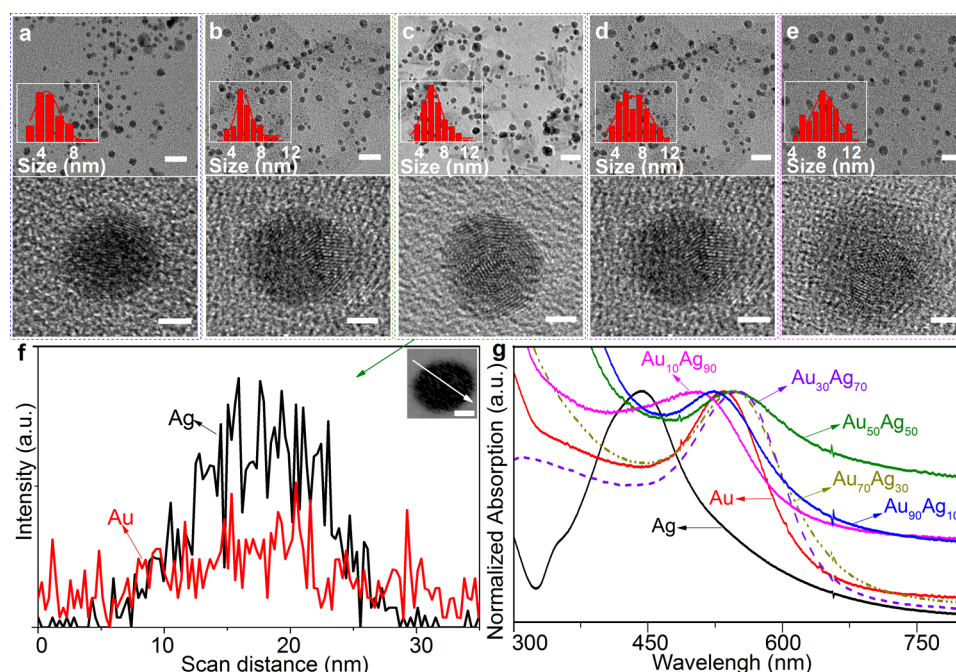 a b c d e
4 8
Size (nm)
4 8 12
Size (nm)
4 8 12
Size (nm)
4 8 12
Size (nm)
4 8 12
Size (nm)
f
Intensity (a.u.)
Ag
Au
0 10 20 30
Scan distance (nm)
g
Normalized Absorption (a.u.)
Au₁₀Ag₉₀
Au₃₀Ag₇₀
Au₅₀Ag₅₀
Au₇₀Ag₃₀
Au
Au₉₀Ag₁₀
Ag
300 450 600 750
Wavelengh (nm)